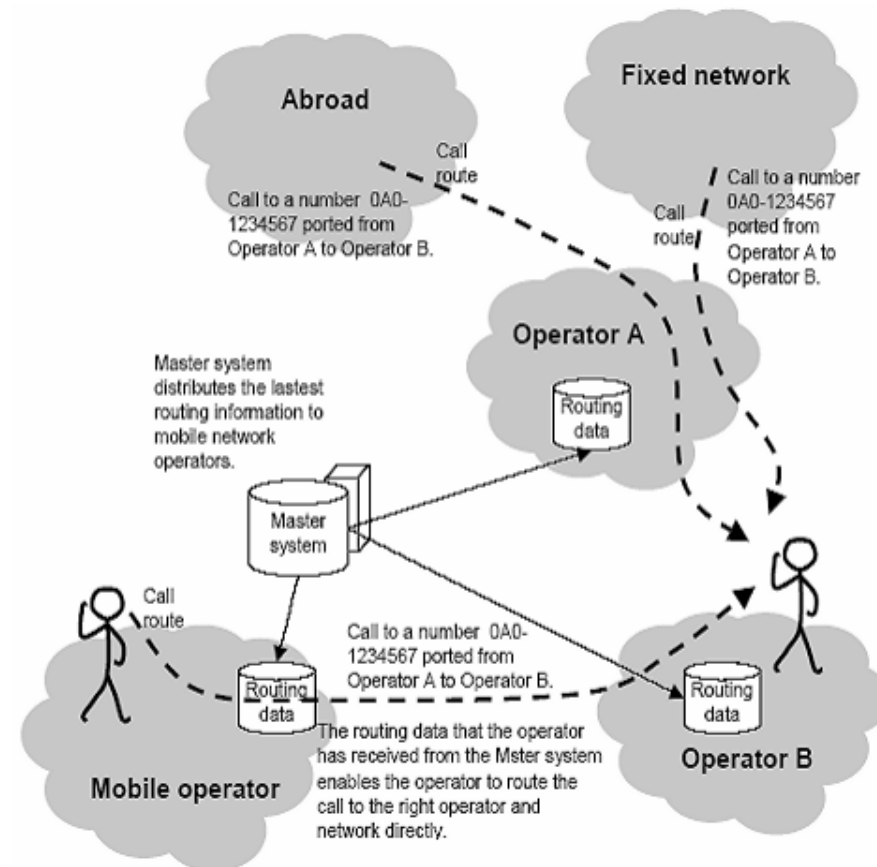 Abroad
Fixed network
Call
route
Call to a number 0A0-
1234567 ported from
Operator A to Operator B.
Call
route
Call to a number
0A0-1234567
ported from
Operator A to
Operator B.
Operator A
Routing
data
Master system
distributes the lastest
routing information to
mobile network
operators.
Master
system
Call
route
Call to a number 0A0-
1234567 ported from
Operator A to Operator B.
Routing
data
Routing
data
The routing data that the operator
has received from the Mster system
enables the operator to route the
call to the right operator and
network directly.
Mobile operator
Operator B